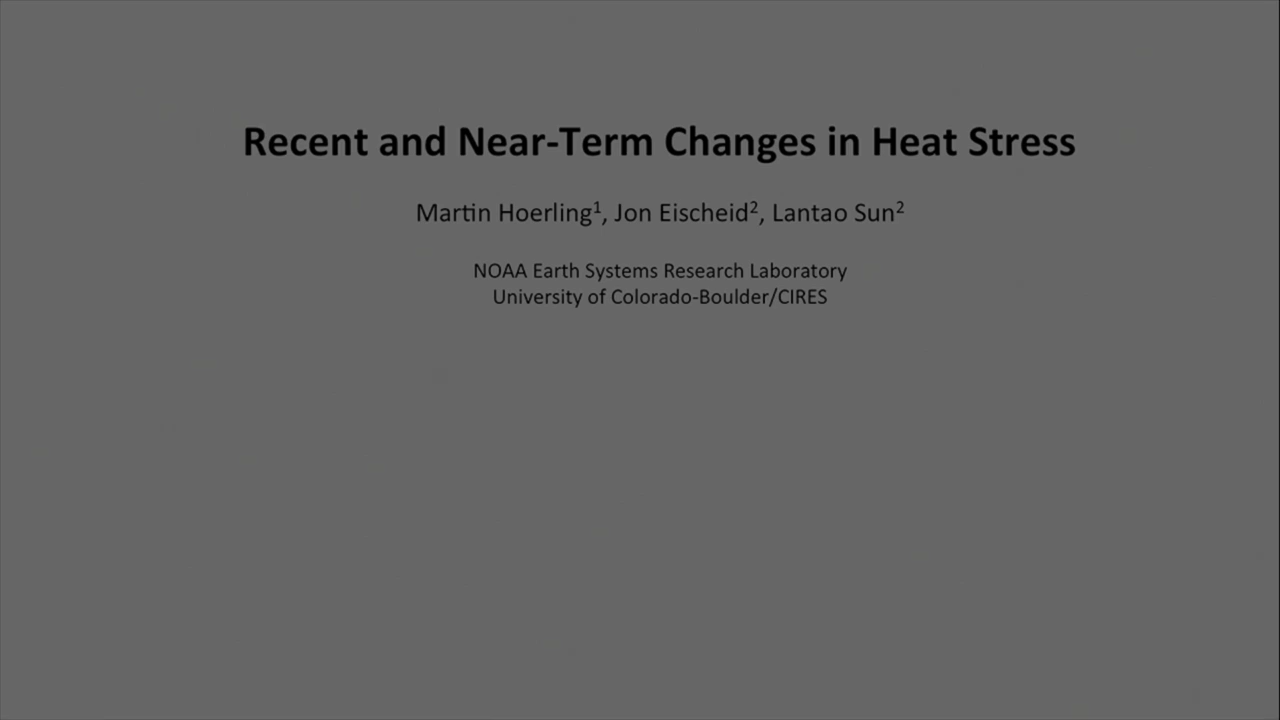 Recent and Near-Term Changes in Heat Stress
Martin Hoerling¹, Jon Eischeid², Lantao Sun²
NOAA Earth Systems Research Laboratory
University of Colorado-Boulder/CIRES